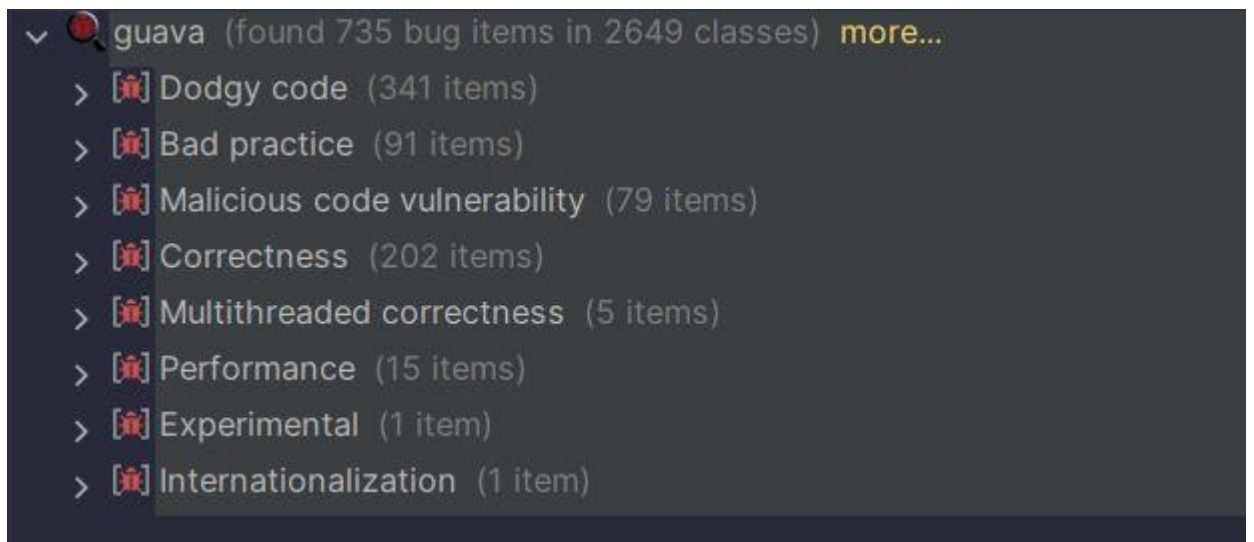 guava (found 735 bug items in 2649 classes) more...
Dodgy code (341 items)
Bad practice (91 items)
Malicious code vulnerability (79 items)
Correctness (202 items)
Multithreaded correctness (5 items)
Performance (15 items)
Experimental (1 item)
Internationalization (1 item)